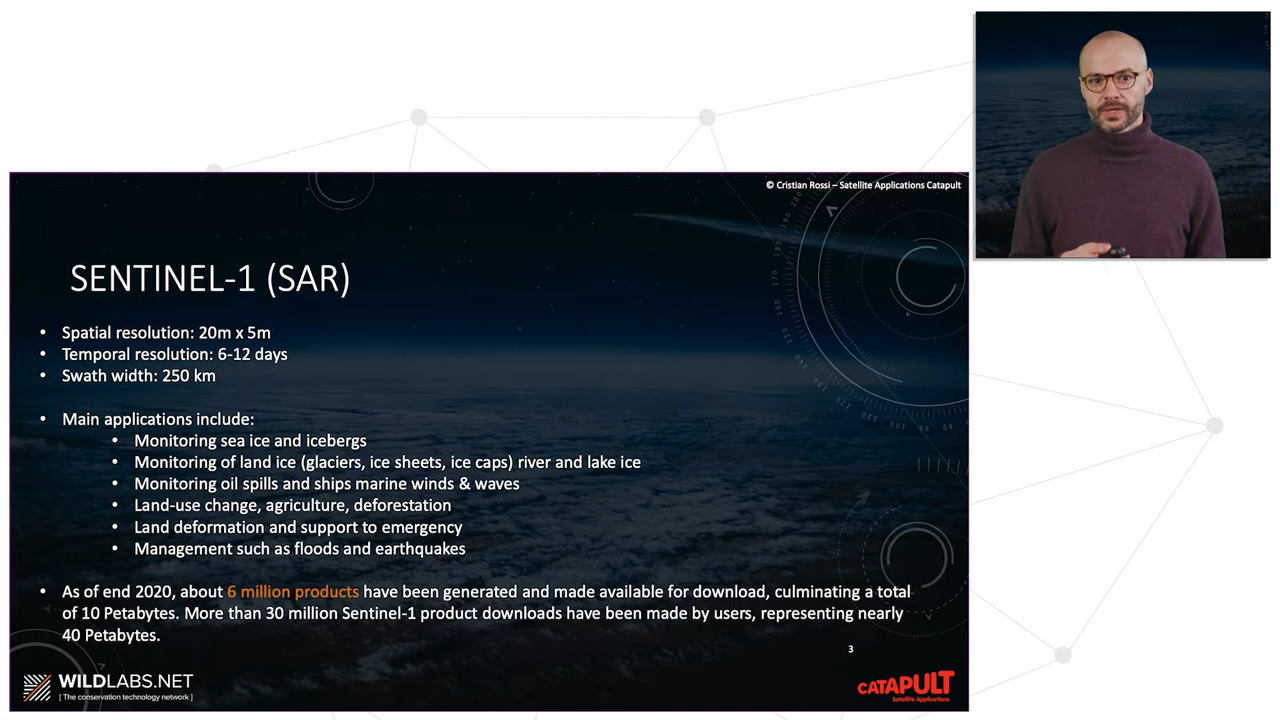 © Cristian Rossi – Satellite Applications Catapult
SENTINEL-1 (SAR)
• Spatial resolution: 20m x 5m
• Temporal resolution: 6-12 days
• Swath width: 250 km
• Main applications include:
• Monitoring sea ice and icebergs
• Monitoring of land ice (glaciers, ice sheets, ice caps) river and lake ice
• Monitoring oil spills and ships marine winds & waves
• Land-use change, agriculture, deforestation
• Land deformation and support to emergency
• Management such as floods and earthquakes
• As of end 2020, about 6 million products have been generated and made available for download, culminating a total
of 10 Petabytes. More than 30 million Sentinel-1 product downloads have been made by users, representing nearly
40 Petabytes.
3
WILDLABS.NET
[ The conservation technology network ]
CATAPULT
Satellite Applications